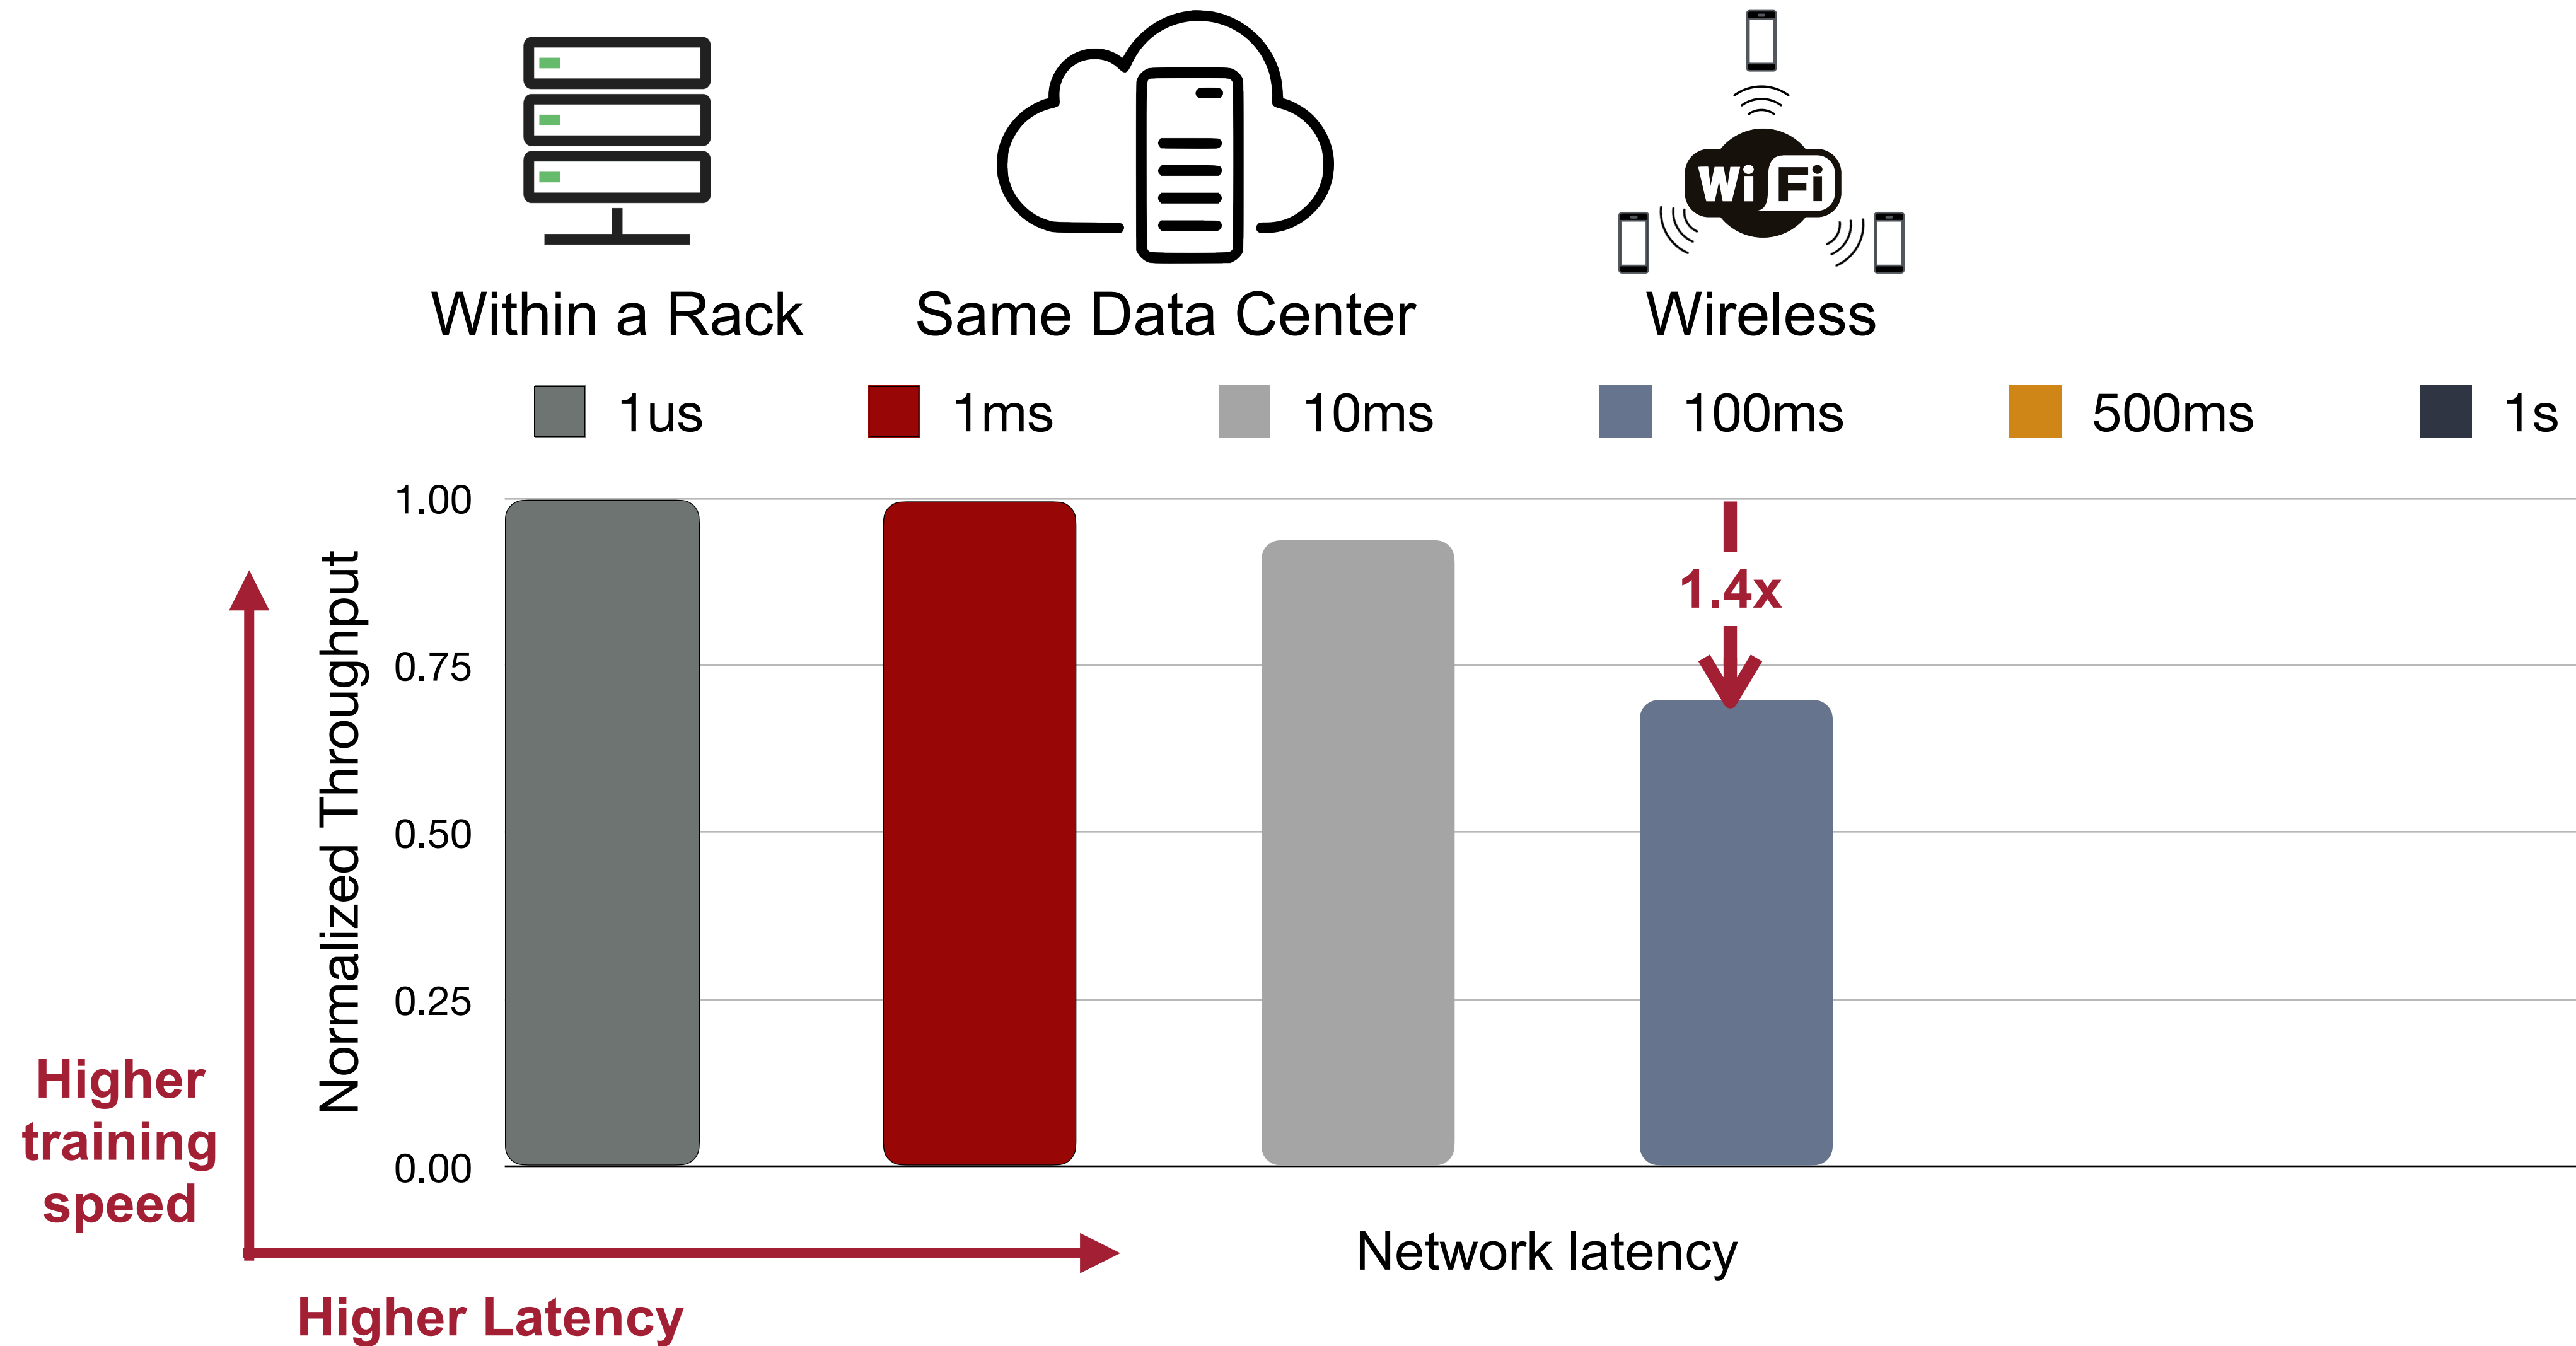 Wi Fi
Within a Rack
Same Data Center
Wireless
1us
1ms
10ms
100ms
500ms
1s
1.00
0.75
0.50
0.25
0.00
Normalized Throughput
1.4x
Higher
training
speed
Network latency
Higher Latency